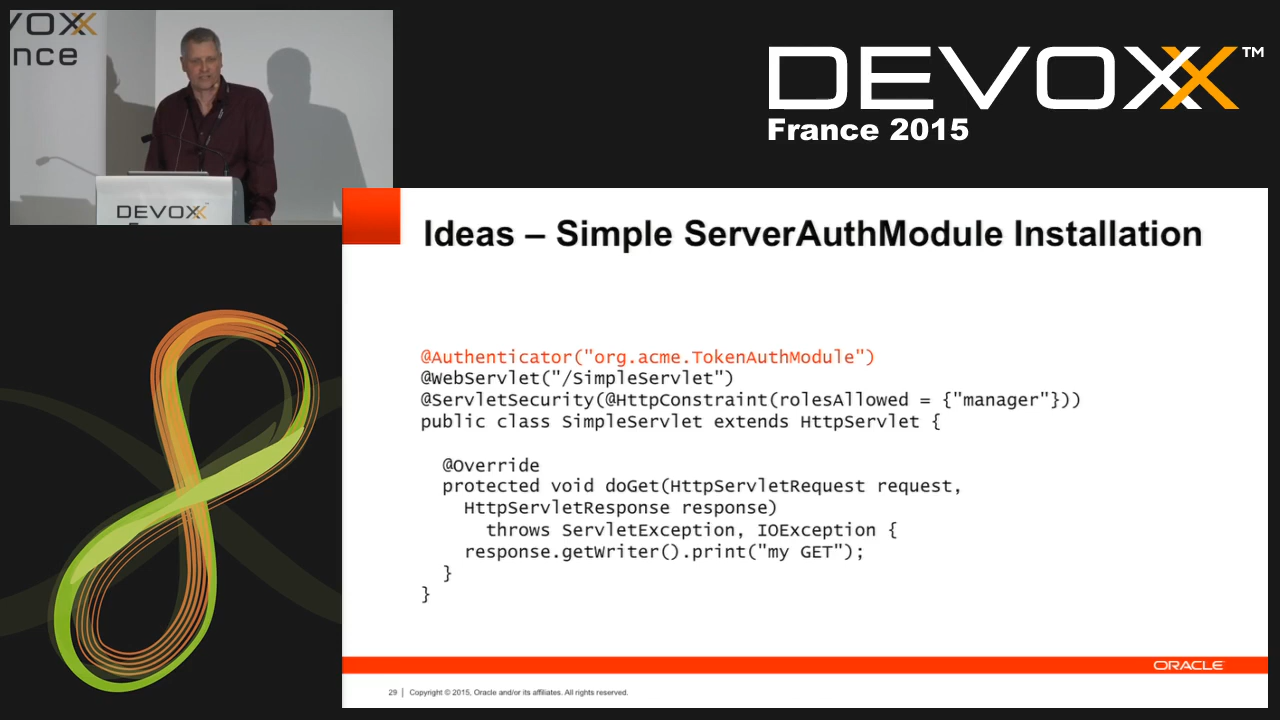 VOXX
nce
DEVOXX
DEVOXX™
France 2015
Ideas – Simple ServerAuthModule Installation
@Authenticator("org.acme.TokenAuthModule")
@WebServlet("/SimpleServlet")
@ServletSecurity(@HttpConstraint(rolesAllowed = {"manager"}))
public class SimpleServlet extends HttpServlet {
@Override
protected void doGet(HttpServletRequest request,
HttpServletResponse response)
throws ServletException, IOException {
response.getWriter().print("my GET");
}
}
ORACLE
29 | Copyright © 2015, Oracle and/or its affiliates. All rights reserved.